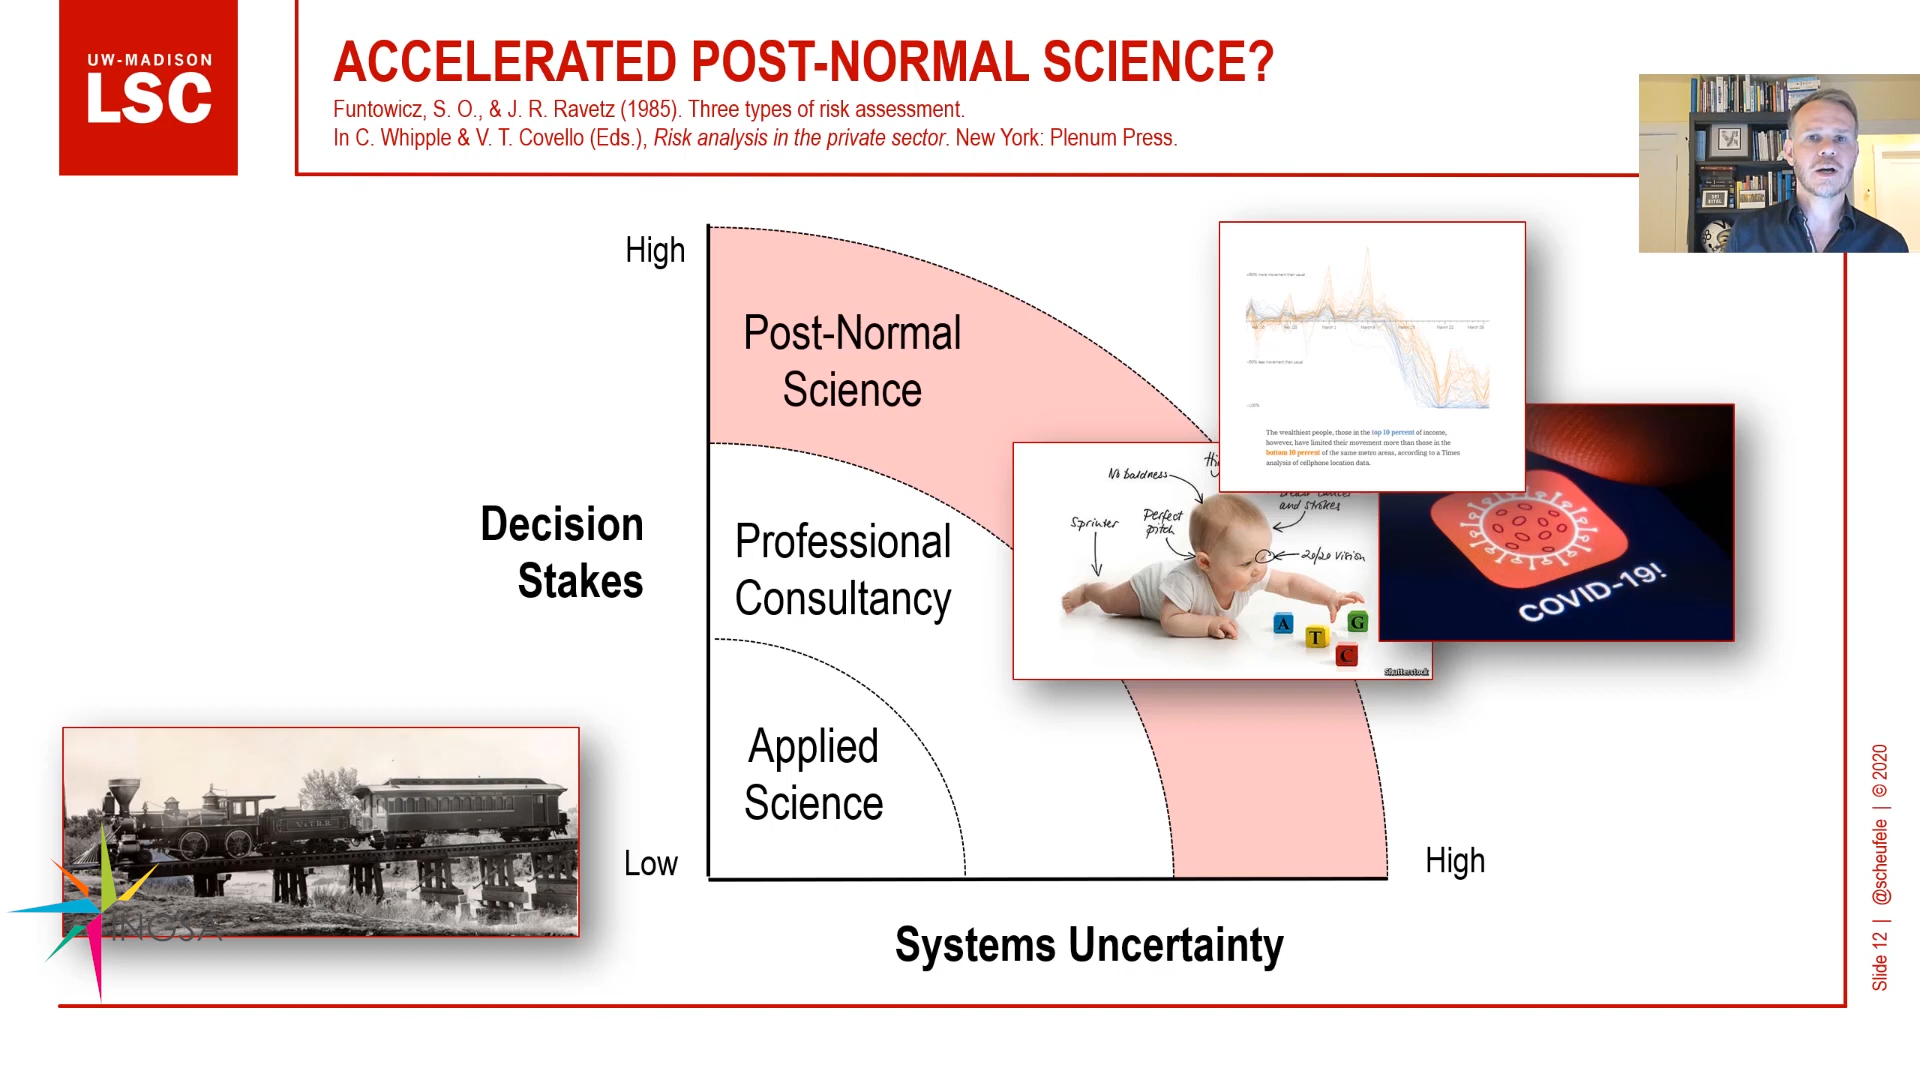 UW-MADISON
LSC
ACCELERATED POST-NORMAL SCIENCE?
Funtowicz, S. O., & J. R. Ravetz (1985). Three types of risk assessment.
In C. Whipple & V. T. Covello (Eds.), Risk analysis in the private sector. New York: Plenum Press.
High
Post-Normal
Science
Decision
Stakes
Professional
Consultancy
Applied
Science
Low
High
Systems Uncertainty
The wealthiest people, those in the top 10 percent of income,
however, have limited their movement more than those in the
bottom 10 percent of the same metro areas, according to a Times
analysis of cellphone location data.
No baldness
Sprinter
Perfect
pitch
and strokes
20/20 vision
A
T
G
C
Shutterstock
COVID-19!
INGSA
Slide 12 | @scheufele | © 2020